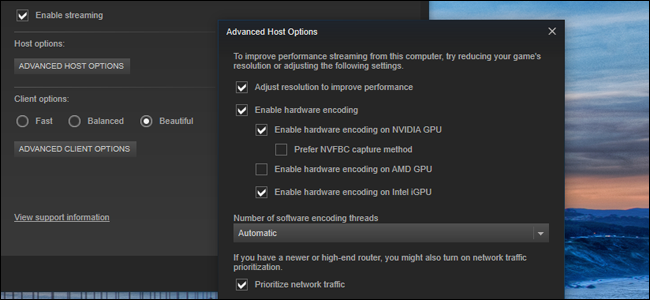 Enable streaming
Host options:
ADVANCED HOST OPTIONS
Client options:
Fast
Balanced
Beautiful
ADVANCED CLIENT OPTIONS
View support information
Advanced Host Options
To improve performance streaming from this computer, try reducing your game's
resolution or adjusting the following settings.
Adjust resolution to improve performance
Enable hardware encoding
Enable hardware encoding on NVIDIA GPU
Prefer NVFBC capture method
Enable hardware encoding on AMD GPU
Enable hardware encoding on Intel iGPU
Number of software encoding threads
Automatic
If you have a newer or high-end router, you might also turn on network traffic
prioritization.
Prioritize network traffic